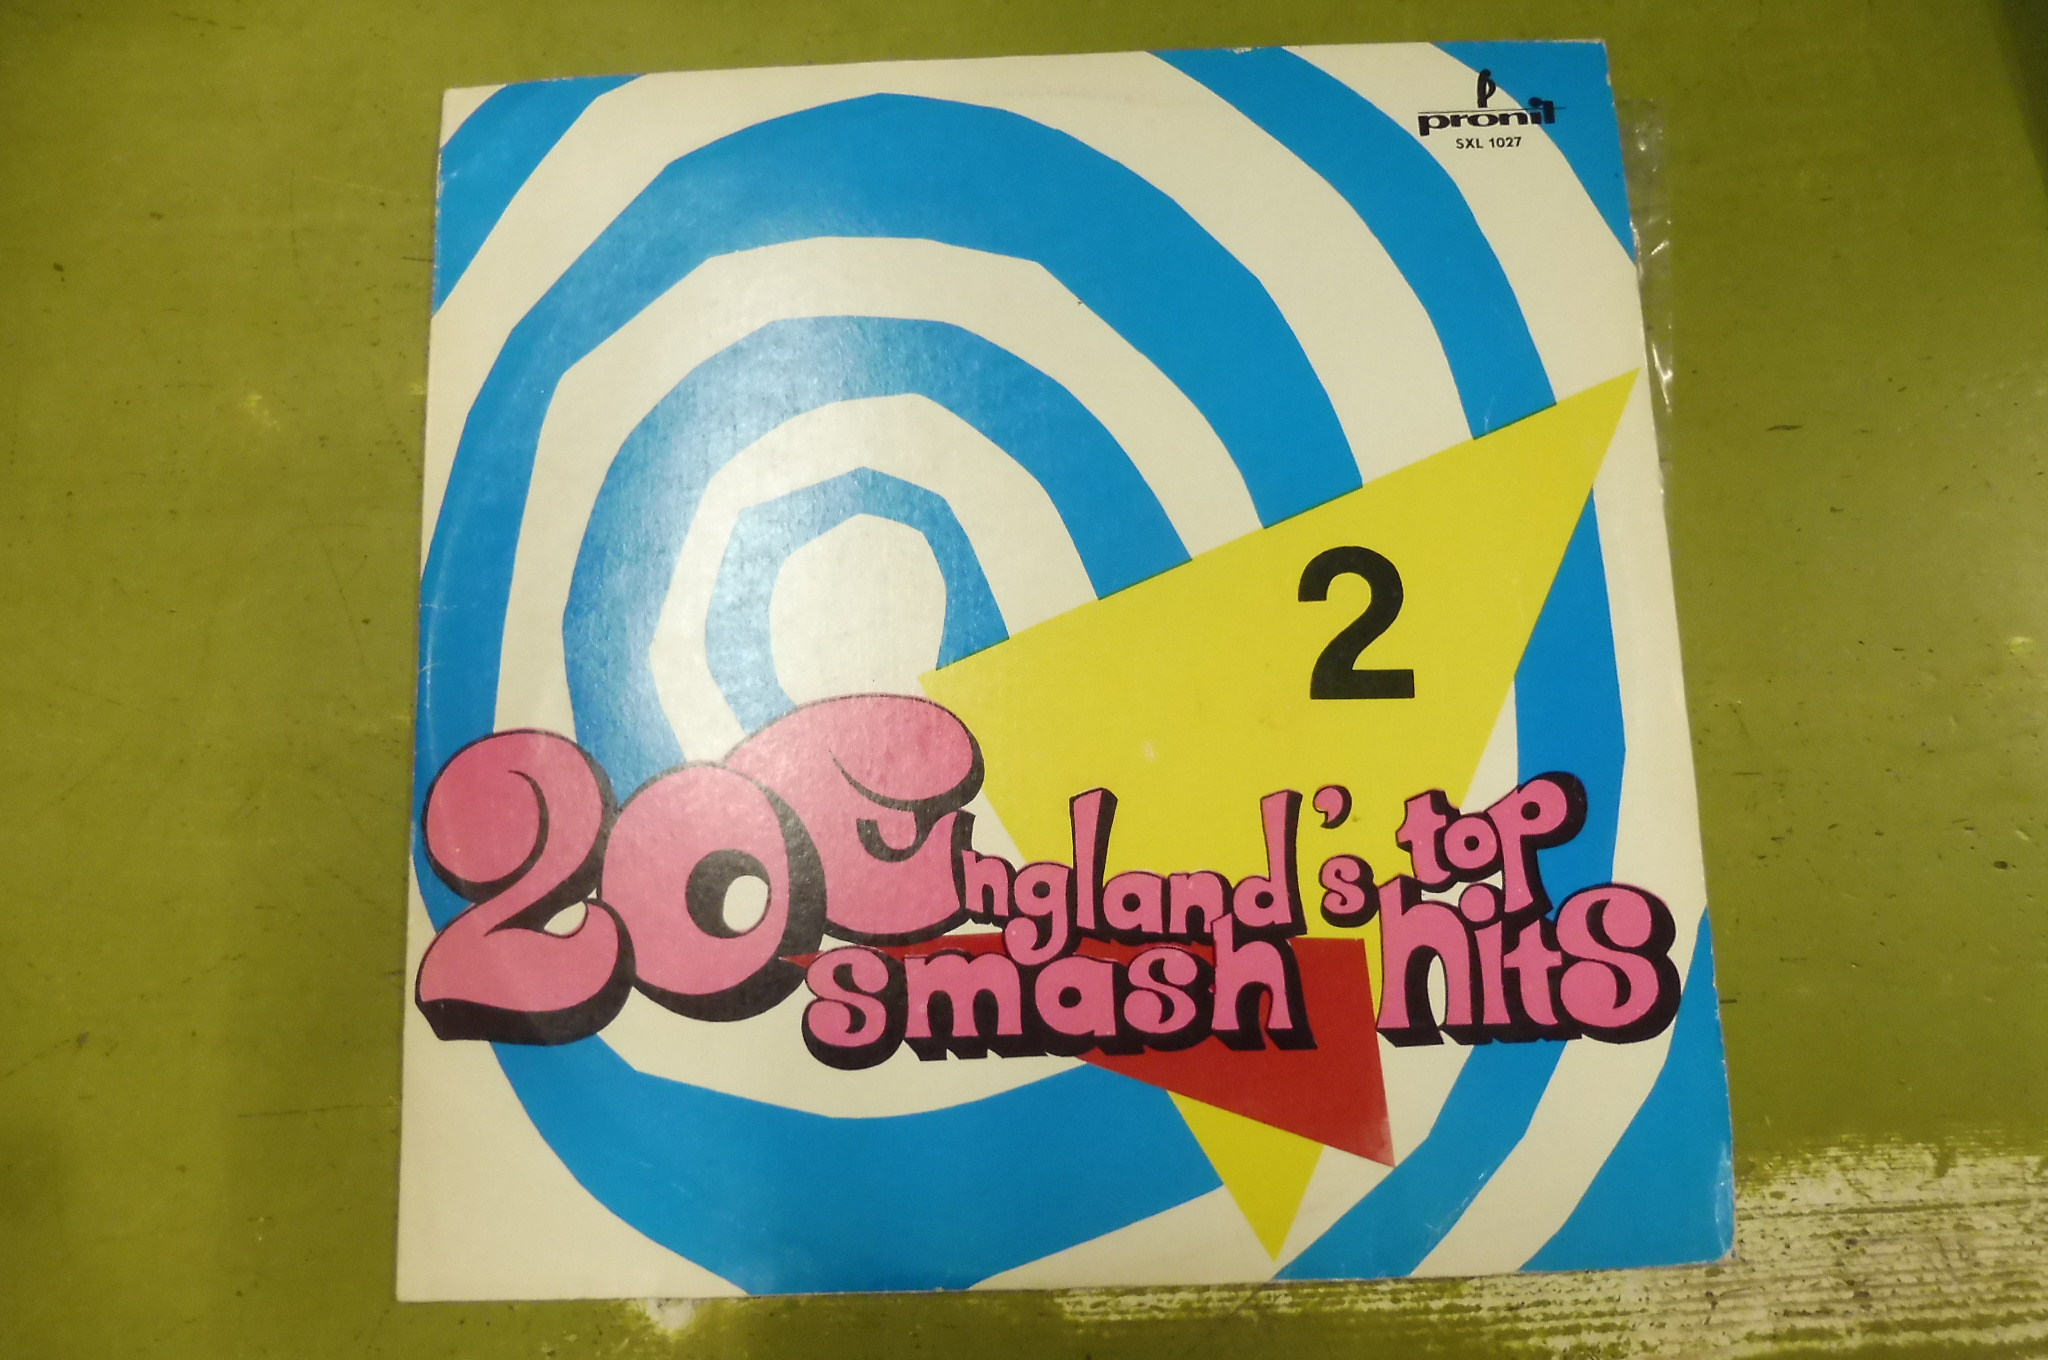 pronit
SXL 1027
2
20 England's top
smash hits